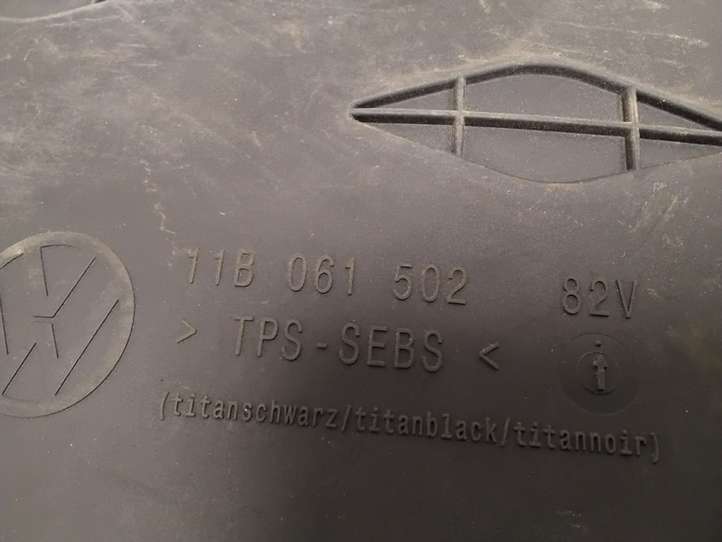 11B 061 502 82V
> TPS-SEBS <
(titanschwarz/titanblack/titannoir)